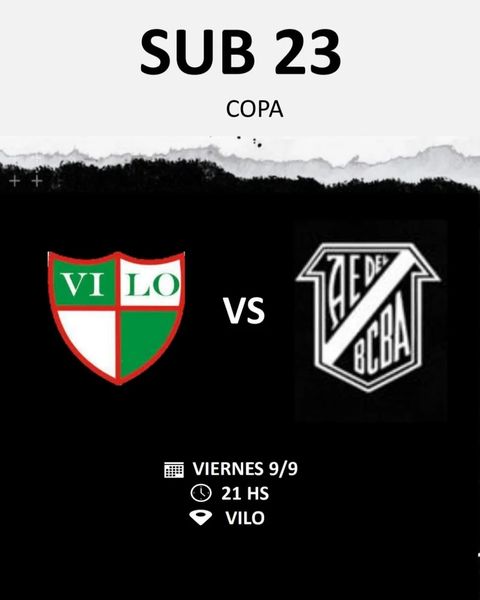 SUB 23
COPA
VI LO
VS
AE DEL
BCBA
VIERNES 9/9
21 HS
VILO